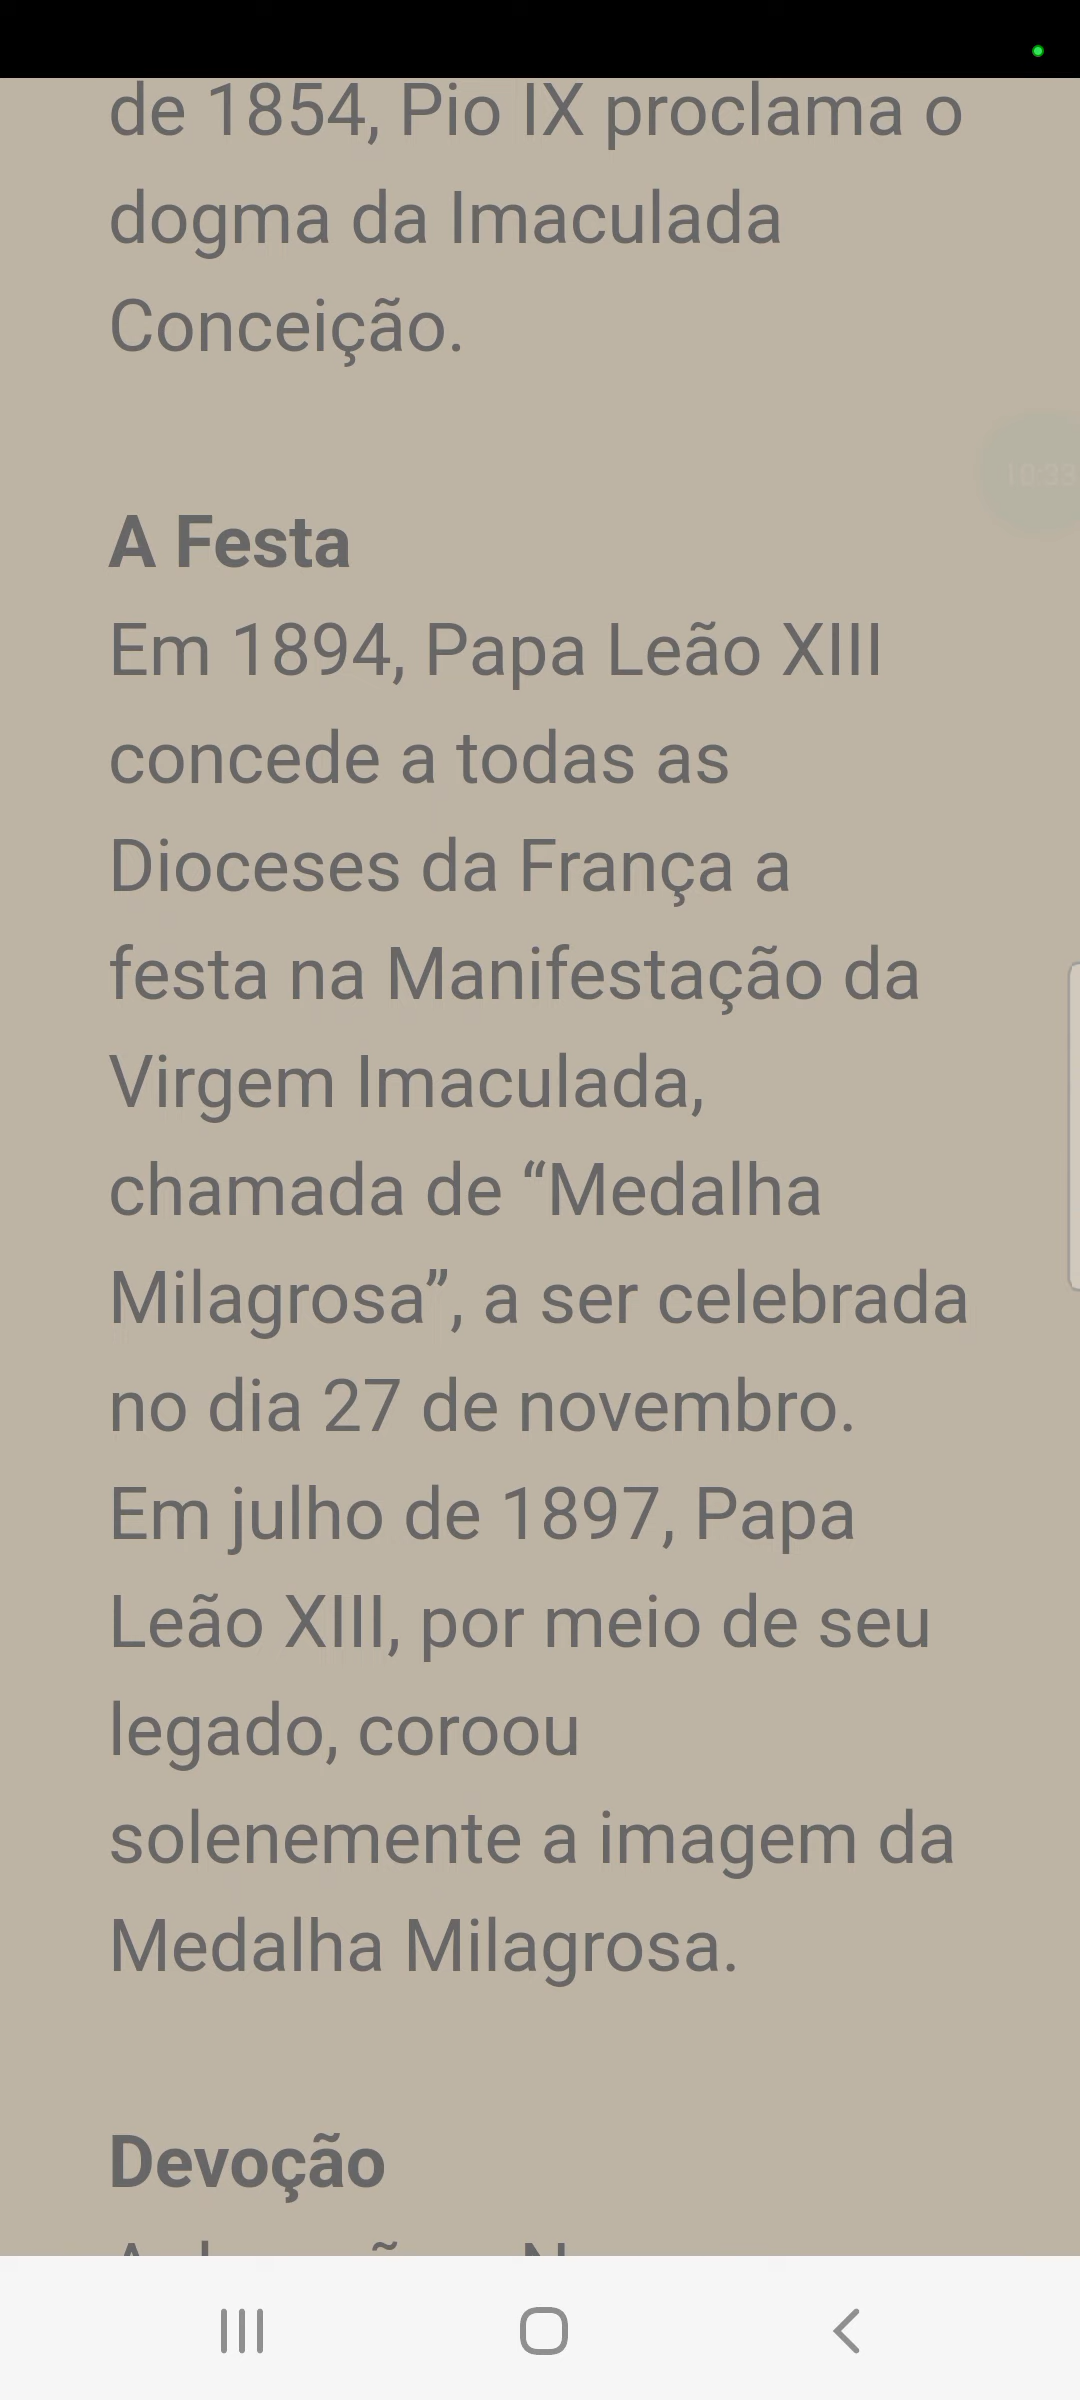 de 1854, Pio IX proclama o
dogma da Imaculada
Conceição.
10:33
A Festa
Em 1894, Papa Leão XIII
concede a todas as
Dioceses da França a
festa na Manifestação da
Virgem Imaculada,
chamada de “Medalha
Milagrosa”, a ser celebrada
no dia 27 de novembro.
Em julho de 1897, Papa
Leão XIII, por meio de seu
legado, coroou
solenemente a imagem da
Medalha Milagrosa.
Devoção